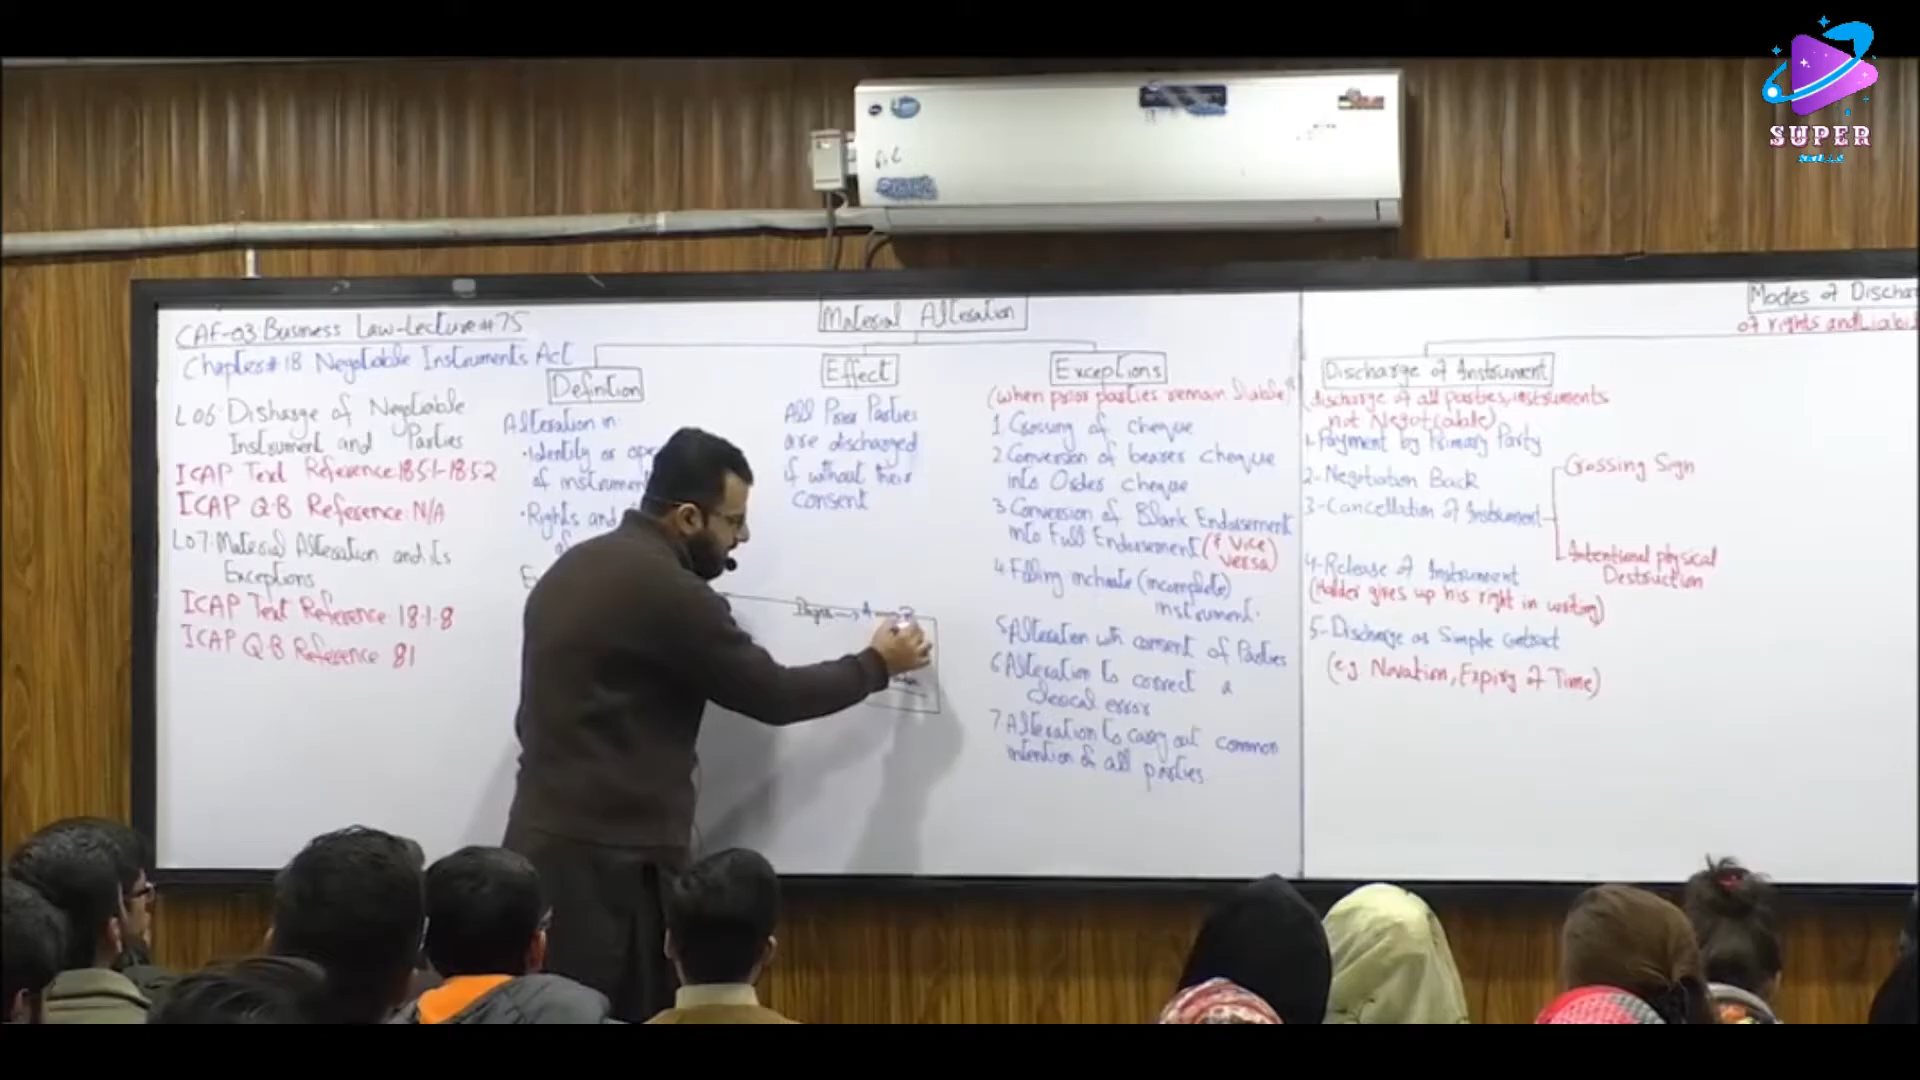 SUPER
SKILLS
CAF-03 Business Law-Lecture#75
Chapter#18 Negotiable Instruments Act
LO6. Disharge of Negotiable
Instrument and Parties
ICAP Text Reference 18.5.1-18.5.2
ICAP Q.B Reference N/A
LO7. Material Alteration and its
Exceptions
ICAP Text Reference 18.1.8
ICAP Q.B Reference 81
Material Alteration
Definition
Alteration in
• Identity or
of instrument
• Rights and
Effect
All Prior Parties
are discharged
if without their
consent
A
Exceptions
(when prior parties remain liable)
1 Crossing of cheque
2 Conversion of bearer cheque
into Order cheque
3 Conversion of Blank Endorsement
into Full Endorsement (& vice
versa)
4. Filling inchoate (incomplete)
instrument.
5 Alteration with consent of Parties
6 Alteration to correct a
clerical error
7. Alteration to carry out common
intention of all parties
Modes of Dischar
of rights and Liabil
Discharge of Instrument
(discharge of all parties, instruments
not Negotiable)
1- Payment by Primary Party
2- Negotiation Back
3- Cancellation of Instrument
Crossing Sign
Intentional physical
Destruction
4- Release of Instrument
(Holder gives up his right in writing)
5- Discharge as Simple contract
(e.g Novation, Expiry of Time)